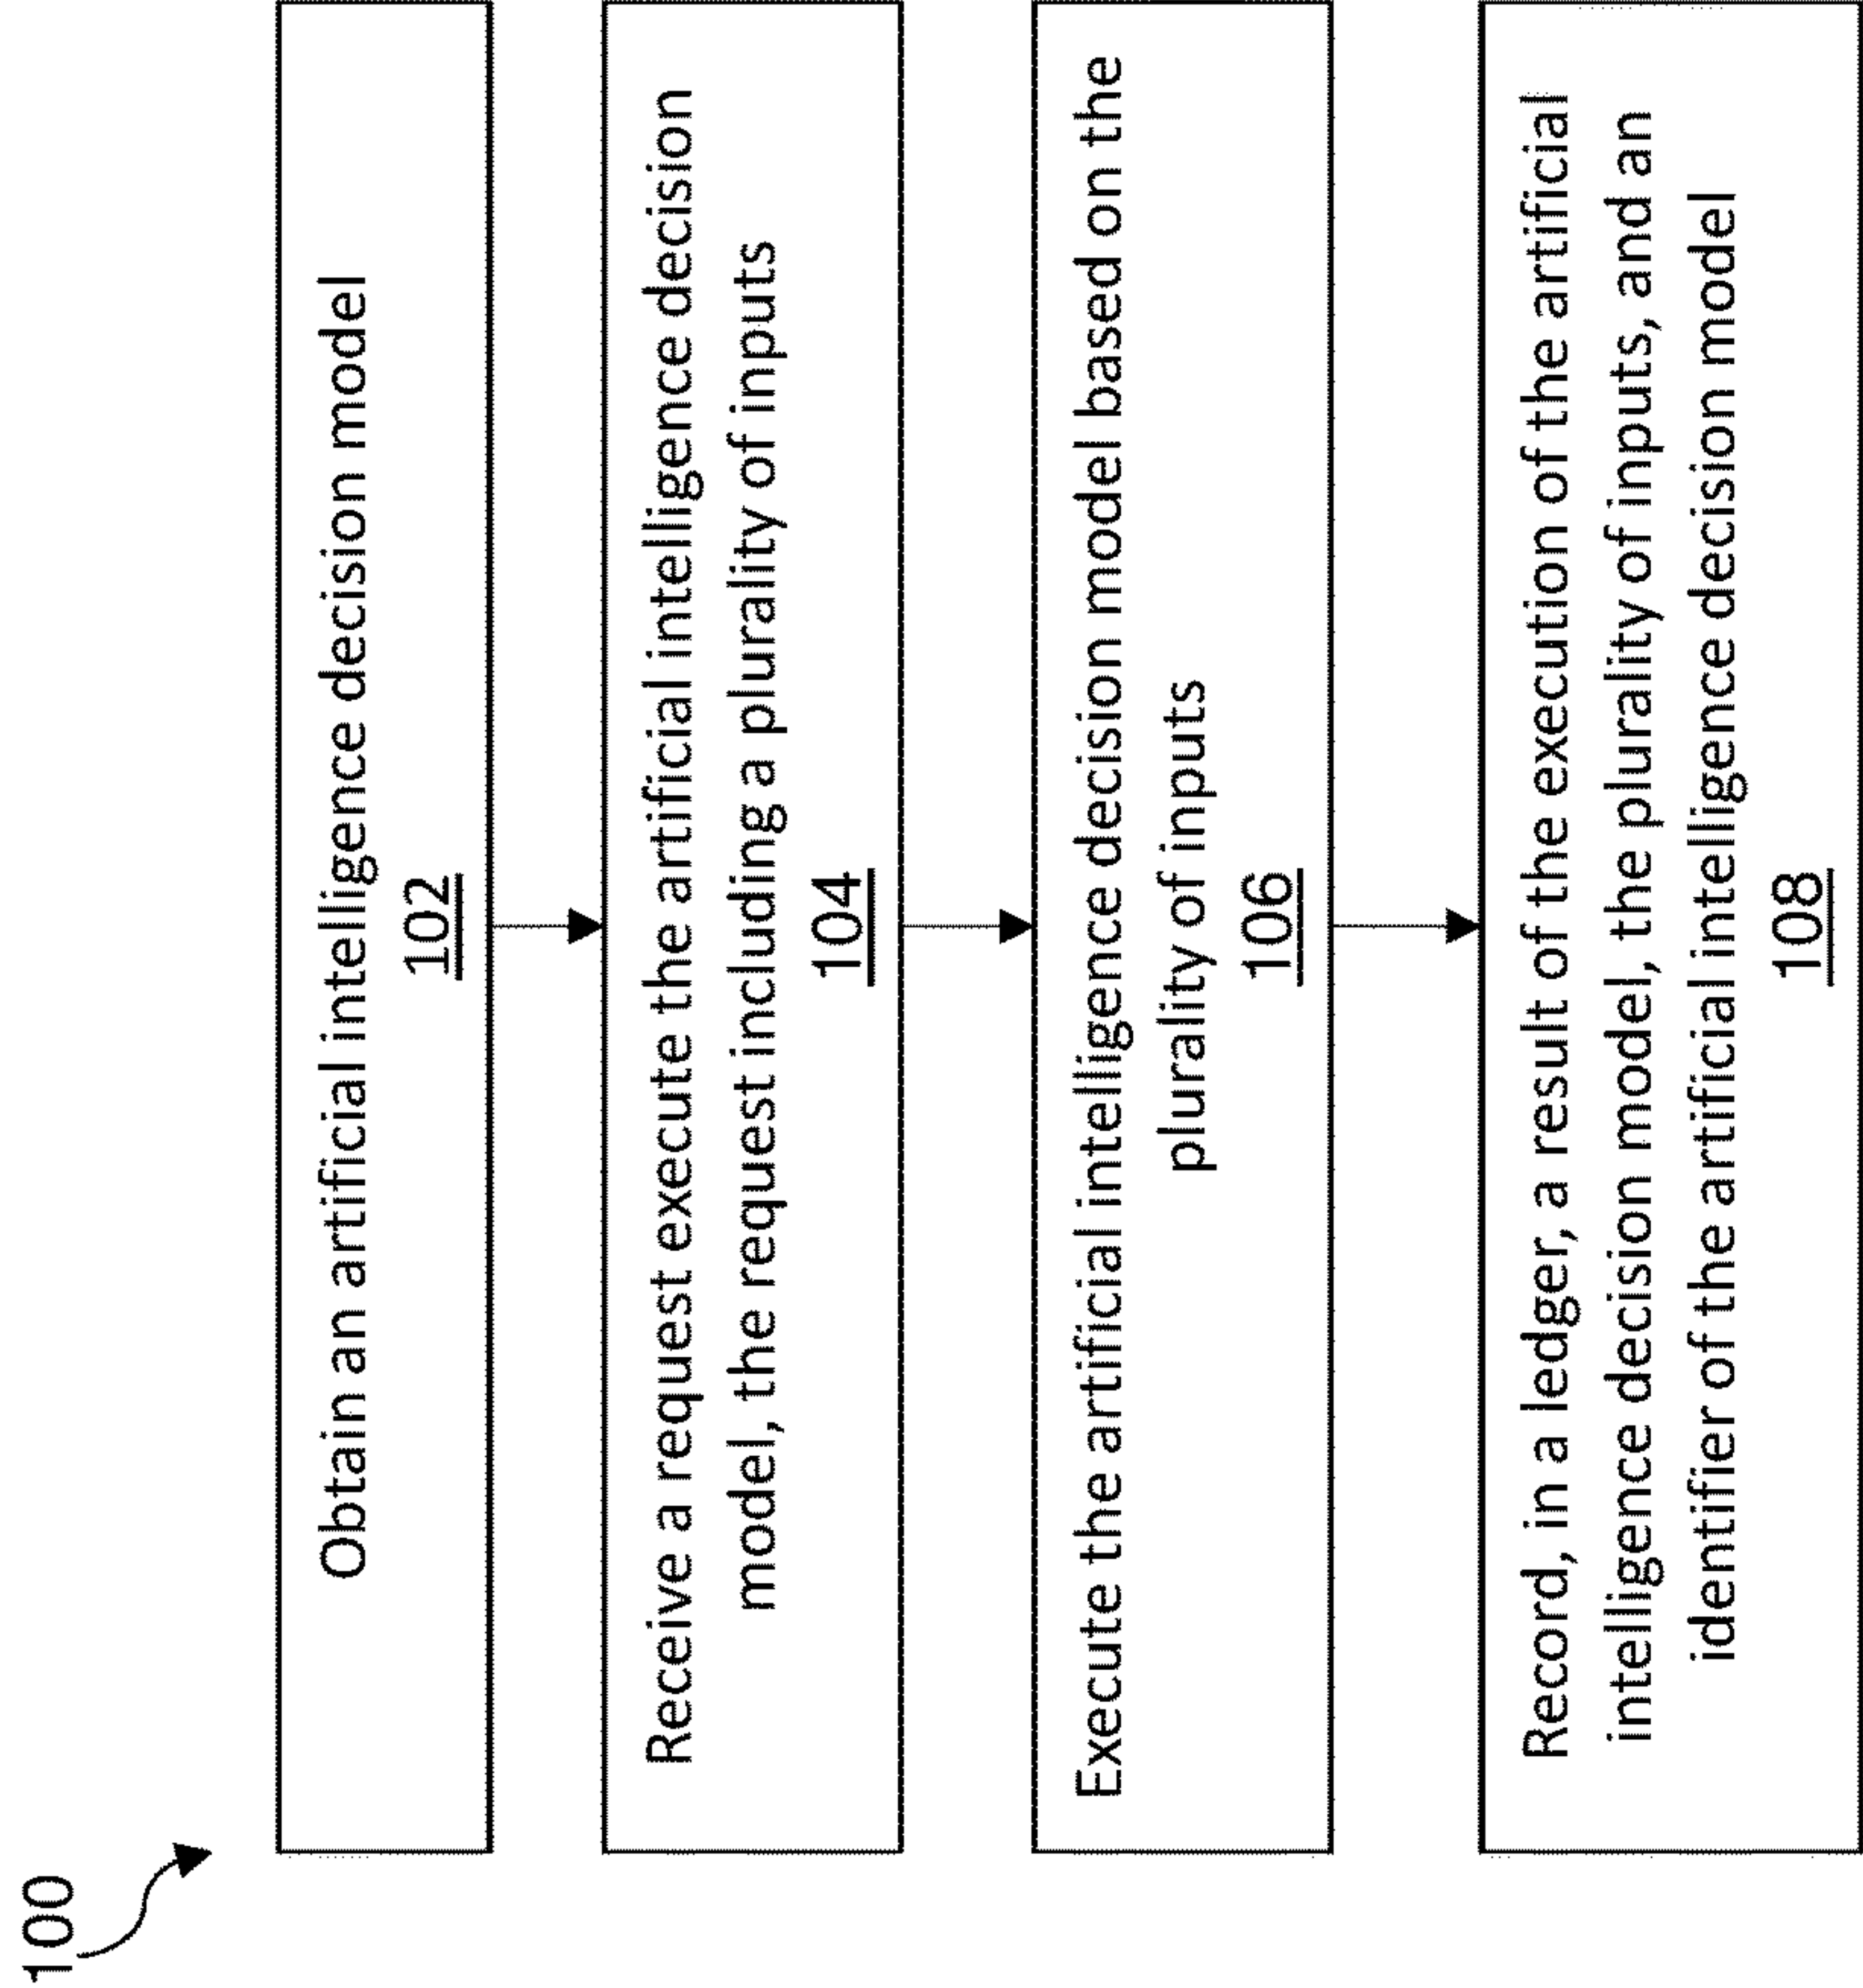 100
Obtain an artificial intelligence decision model
102
Receive a request execute the artificial intelligence decision
model, the request including a plurality of inputs
104
Execute the artificial intelligence decision model based on the
plurality of inputs
106
Record, in a ledger, a result of the execution of the artificial
intelligence decision model, the plurality of inputs, and an
identifier of the artificial intelligence decision model
108